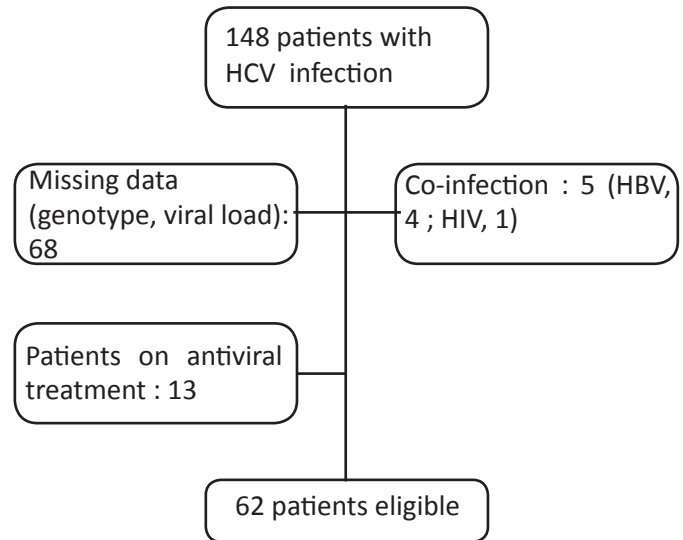 148 patients with
HCV infection
Missing data
(genotype, viral load):
68
Co-infection : 5 (HBV,
4 ; HIV, 1)
Patients on antiviral
treatment : 13
62 patients eligible